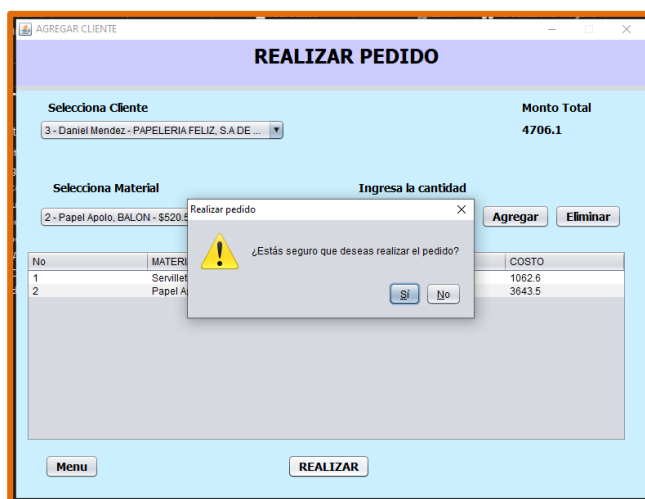 AGREGAR CLIENTE
REALIZAR PEDIDO
Selecciona Cliente
Monto Total
3 - Daniel Mendez - PAPELERIA FELIZ, S.A DE ...
4706.1
Selecciona Material
Ingresa la cantidad
2 - Papel Apolo, BALON - $520.5
Agregar
Eliminar
Realizar pedido
¿Estás seguro que deseas realizar el pedido?
Sí
No
No
MATERI
COSTO
1
Serville
1062.6
2
Papel A
3643.5
Menu
REALIZAR